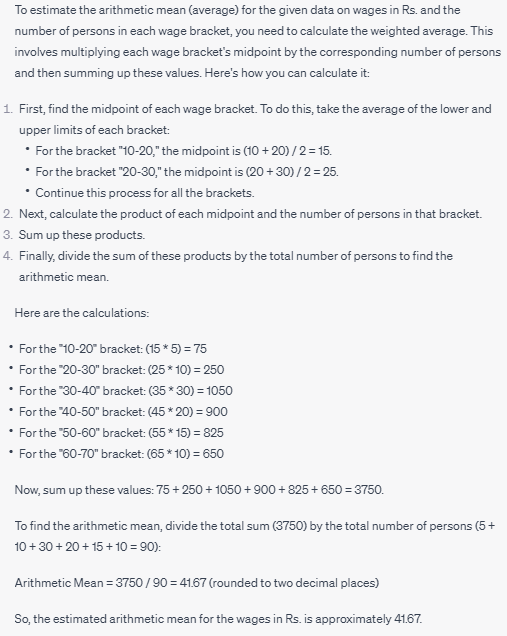 To estimate the arithmetic mean (average) for the given data on wages in Rs. and the
number of persons in each wage bracket, you need to calculate the weighted average. This
involves multiplying each wage bracket's midpoint by the corresponding number of persons
and then summing up these values. Here's how you can calculate it:
1. First, find the midpoint of each wage bracket. To do this, take the average of the lower and
upper limits of each bracket:
• For the bracket "10-20," the midpoint is (10 + 20) / 2 = 15.
• For the bracket "20-30," the midpoint is (20 + 30) / 2 = 25.
• Continue this process for all the brackets.
2. Next, calculate the product of each midpoint and the number of persons in that bracket.
3. Sum up these products.
4. Finally, divide the sum of these products by the total number of persons to find the
arithmetic mean.
Here are the calculations:
• For the "10-20" bracket: (15 * 5) = 75
• For the "20-30" bracket: (25 * 10) = 250
• For the "30-40" bracket: (35 * 30) = 1050
• For the "40-50" bracket: (45 * 20) = 900
• For the "50-60" bracket: (55 * 15) = 825
• For the "60-70" bracket: (65 * 10) = 650
Now, sum up these values: 75 + 250 + 1050 + 900 + 825 + 650 = 3750.
To find the arithmetic mean, divide the total sum (3750) by the total number of persons (5 +
10 + 30 + 20 + 15 + 10 = 90):
Arithmetic Mean = 3750 / 90 = 41.67 (rounded to two decimal places)
So, the estimated arithmetic mean for the wages in Rs. is approximately 41.67.